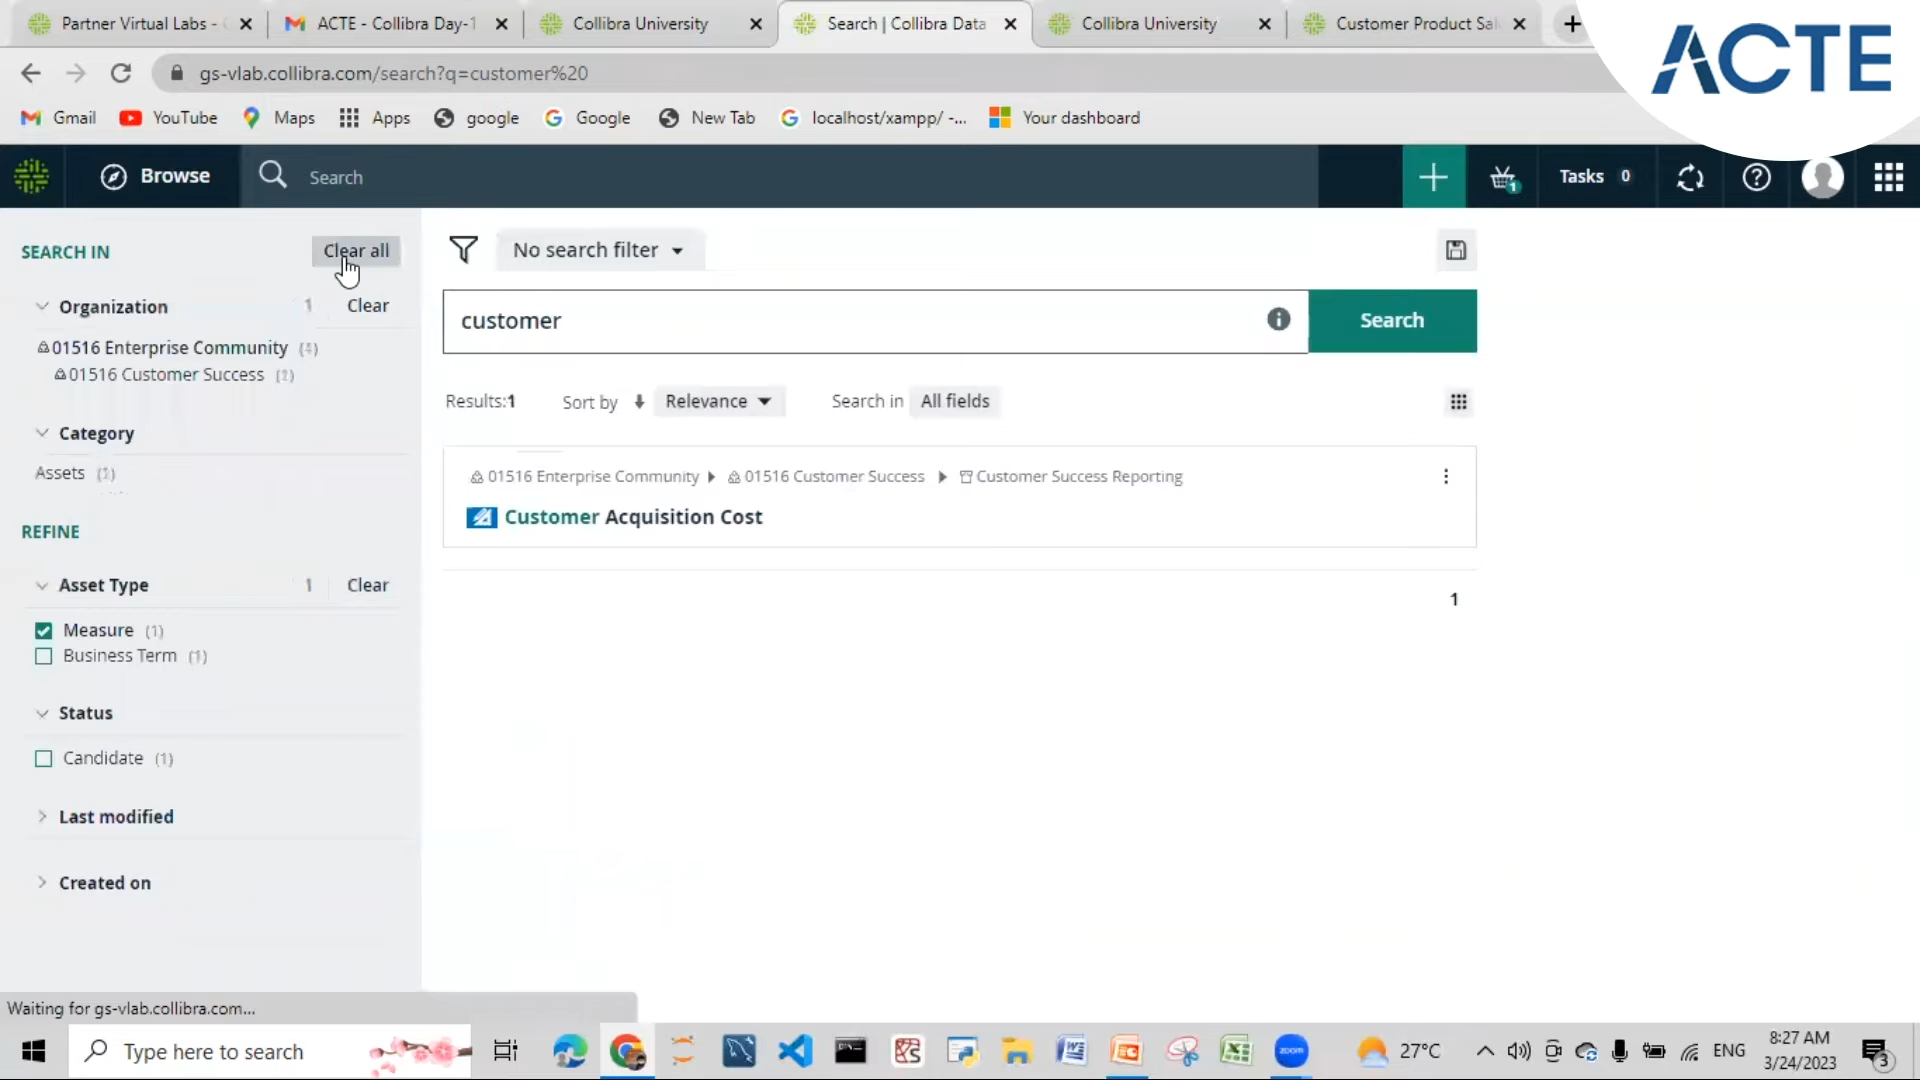 Partner Virtual Labs -
ACTE - Collibra Day-1
Collibra University
Search | Collibra Data
Collibra University
Customer Product Sal
ACTE
gs-vlab.collibra.com/search?q=customer%20
Gmail
YouTube
Maps
Apps
google
Google
New Tab
localhost/xampp/ -...
Your dashboard
Browse
Search
1
Tasks 0
SEARCH IN
Clear all
Organization 1 Clear
01516 Enterprise Community
01516 Customer Success
Category
Assets
REFINE
Asset Type 1 Clear
Measure (1)
Business Term (1)
Status
Candidate (1)
Last modified
Created on
No search filter
customer
Search
Results:1
Sort by
Relevance
Search in
All fields
01516 Enterprise Community
01516 Customer Success
Customer Success Reporting
Customer Acquisition Cost
1
Waiting for gs-vlab.collibra.com...
Type here to search
zoom
27°C
ENG
8:27 AM
3/24/2023
3